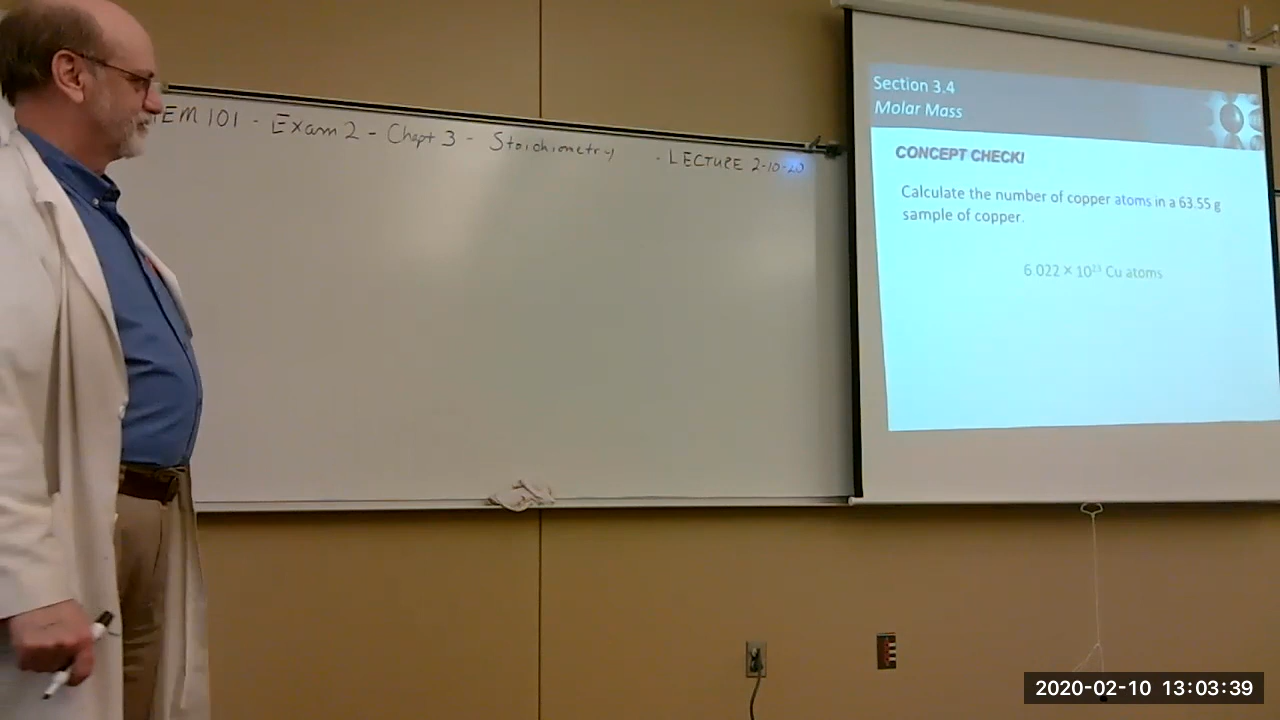 EM 101 - Exam 2 - Chapt 3 - Stoichiometry - LECTURE 2-10-20
Section 3.4
Molar Mass
CONCEPT CHECK!
Calculate the number of copper atoms in a 63.55 g
sample of copper.
6.022 × 10²³ Cu atoms
2020-02-10 13:03:39